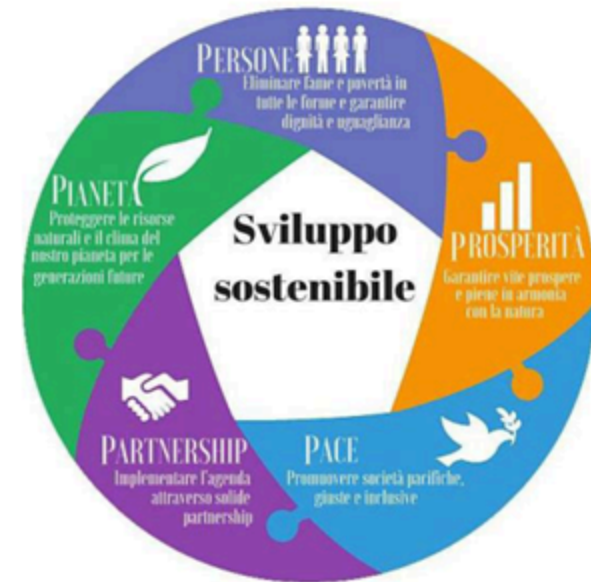 PERSONE
Eliminare fame e povertà in
tutte le forme e garantire
dignità e uguaglianza
PROSPERITÀ
Garantire vite prospere
e piene in armonia
con la natura
PACE
Promuovere società pacifiche,
giuste e inclusive
PARTNERSHIP
Implementare l'agenda
attraverso solide
partnership
PIANETA
Proteggere le risorse
naturali e il clima del
nostro pianeta per le
generazioni future
Sviluppo
sostenibile